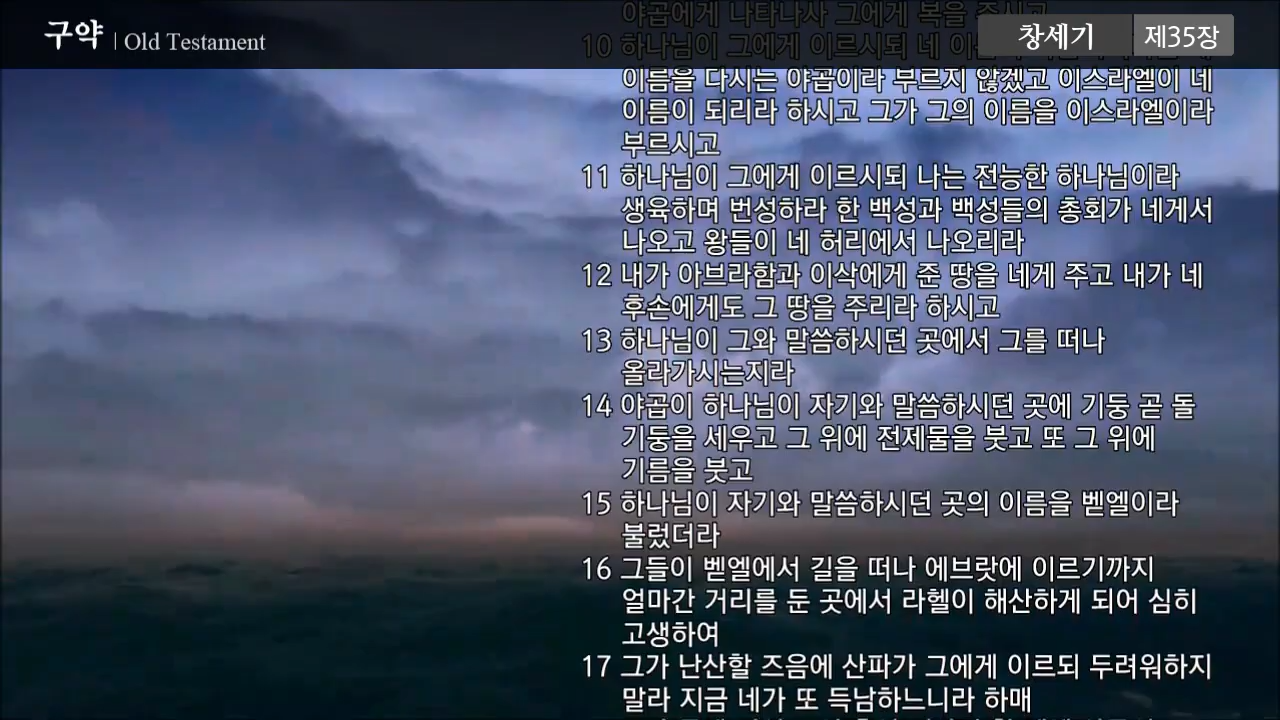 구약 | Old Testament
창세기 제35장
야곱에게 나타나사 그에게 복을 주시고
10 하나님이 그에게 이르시되 네
이름을 다시는 야곱이라 부르지 않겠고 이스라엘이 네
이름이 되리라 하시고 그가 그의 이름을 이스라엘이라
부르시고
11 하나님이 그에게 이르시되 나는 전능한 하나님이라
생육하며 번성하라 한 백성과 백성들의 총회가 네게서
나오고 왕들이 네 허리에서 나오리라
12 내가 아브라함과 이삭에게 준 땅을 네게 주고 내가 네
후손에게도 그 땅을 주리라 하시고
13 하나님이 그와 말씀하시던 곳에서 그를 떠나
올라가시는지라
14 야곱이 하나님이 자기와 말씀하시던 곳에 기둥 곧 돌
기둥을 세우고 그 위에 전제물을 붓고 또 그 위에
기름을 붓고
15 하나님이 자기와 말씀하시던 곳의 이름을 벧엘이라
불렀더라
16 그들이 벧엘에서 길을 떠나 에브랏에 이르기까지
얼마간 거리를 둔 곳에서 라헬이 해산하게 되어 심히
고생하여
17 그가 난산할 즈음에 산파가 그에게 이르되 두려워하지
말라 지금 네가 또 득남하느니라 하매